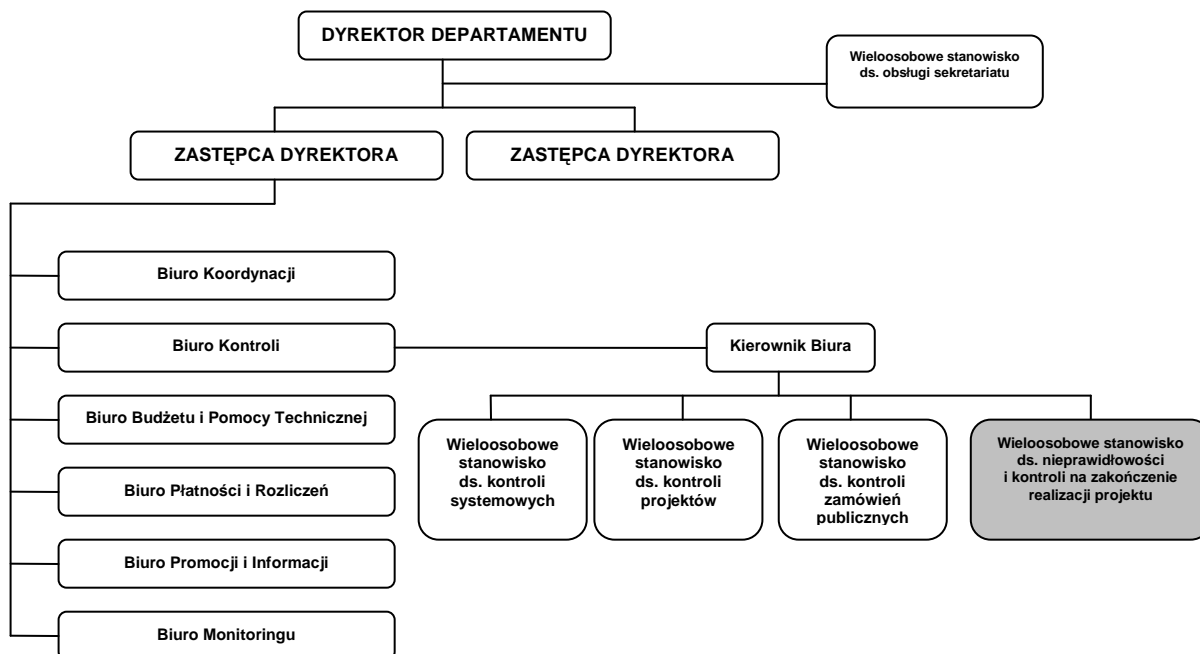 DYREKTOR DEPARTAMENTU
Wieloosobowe stanowisko
ds. obsługi sekretariatu
ZASTĘPCA DYREKTORA
ZASTĘPCA DYREKTORA
Biuro Koordynacji
Biuro Kontroli
Kierownik Biura
Biuro Budżetu i Pomocy Technicznej
Wieloosobowe
stanowisko
ds. kontroli
systemowych
Wieloosobowe
stanowisko
ds. kontroli
projektów
Wieloosobowe
stanowisko
ds. kontroli
zamówień
publicznych
Wieloosobowe stanowisko
ds. nieprawidłowości
i kontroli na zakończenie
realizacji projektu
Biuro Płatności i Rozliczeń
Biuro Promocji i Informacji
Biuro Monitoringu